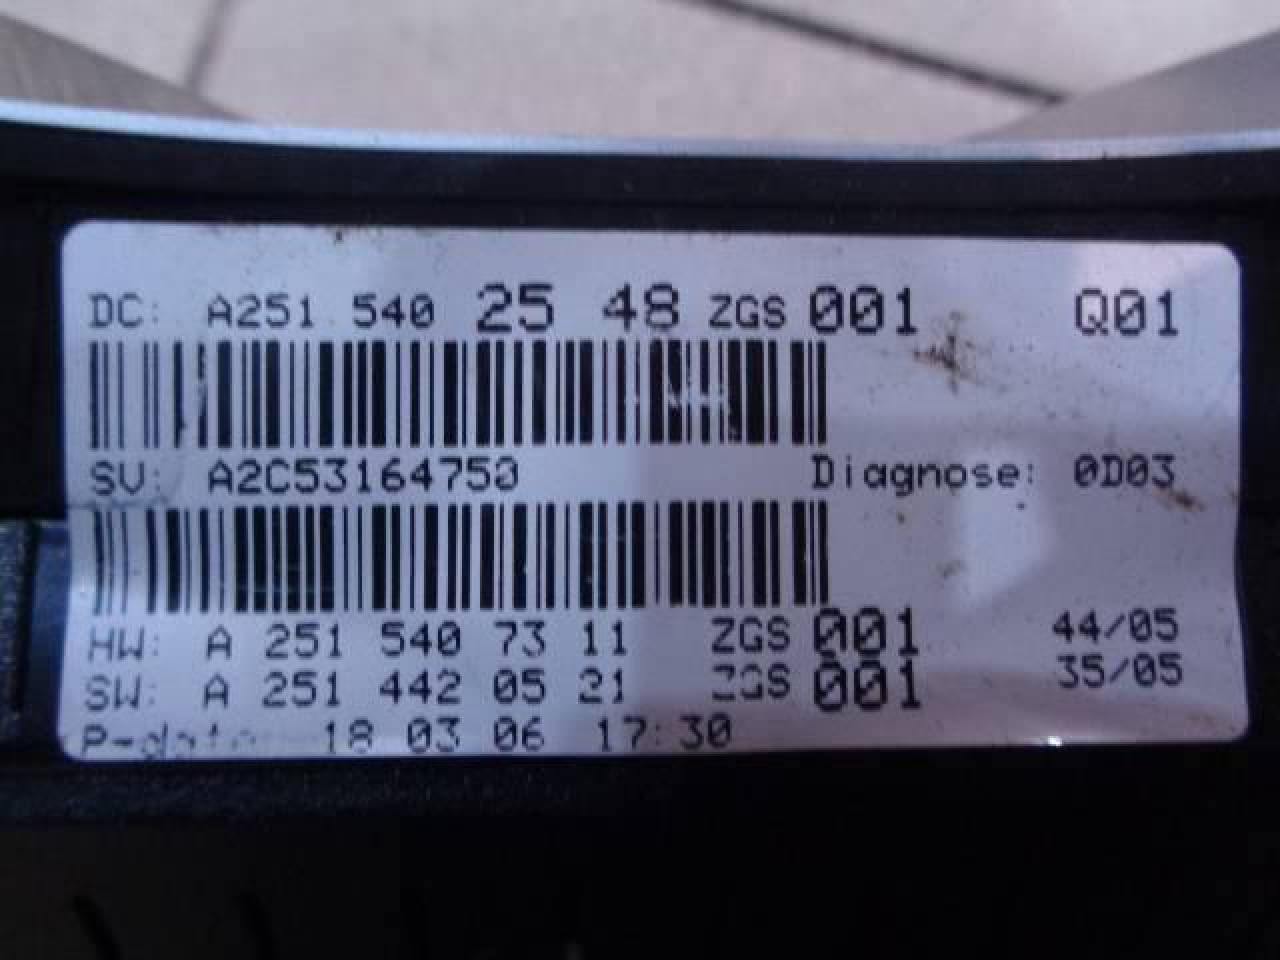 DC: A251 540 25 48 ZGS 001 Q01
SV: A2C53164750 Diagnose: 0D03
HW: A 251 540 73 11 ZGS 001 44/05
SW: A 251 442 05 21 ZGS 001 35/05
P-date 18 03 06 17:30